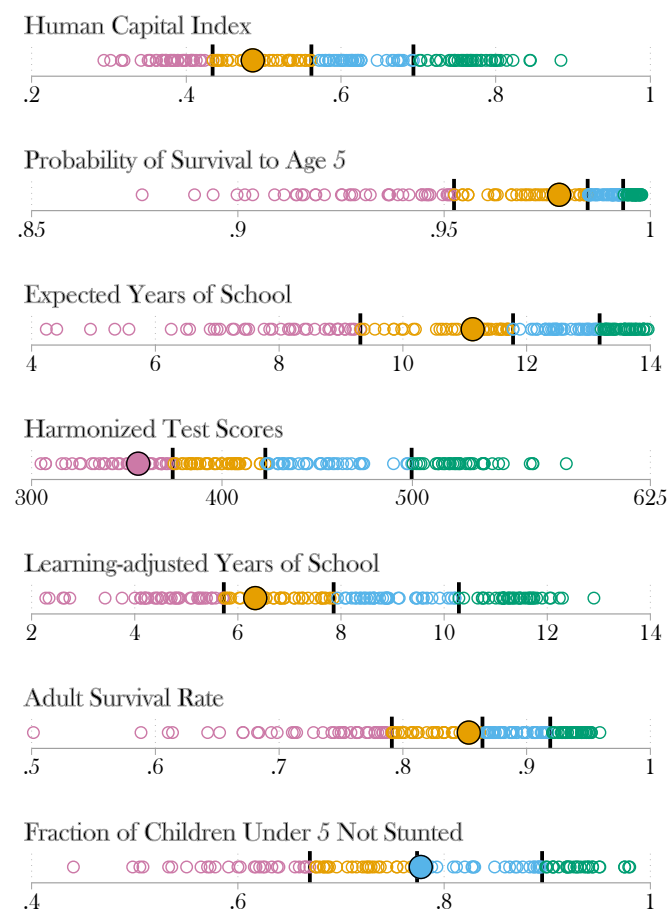 Human Capital Index
.2 .4 .6 .8 1
Probability of Survival to Age 5
.85 .9 .95 1
Expected Years of School
4 6 8 10 12 14
Harmonized Test Scores
300 400 500 625
Learning-adjusted Years of School
2 4 6 8 10 12 14
Adult Survival Rate
.5 .6 .7 .8 .9 1
Fraction of Children Under 5 Not Stunted
.4 .6 .8 1